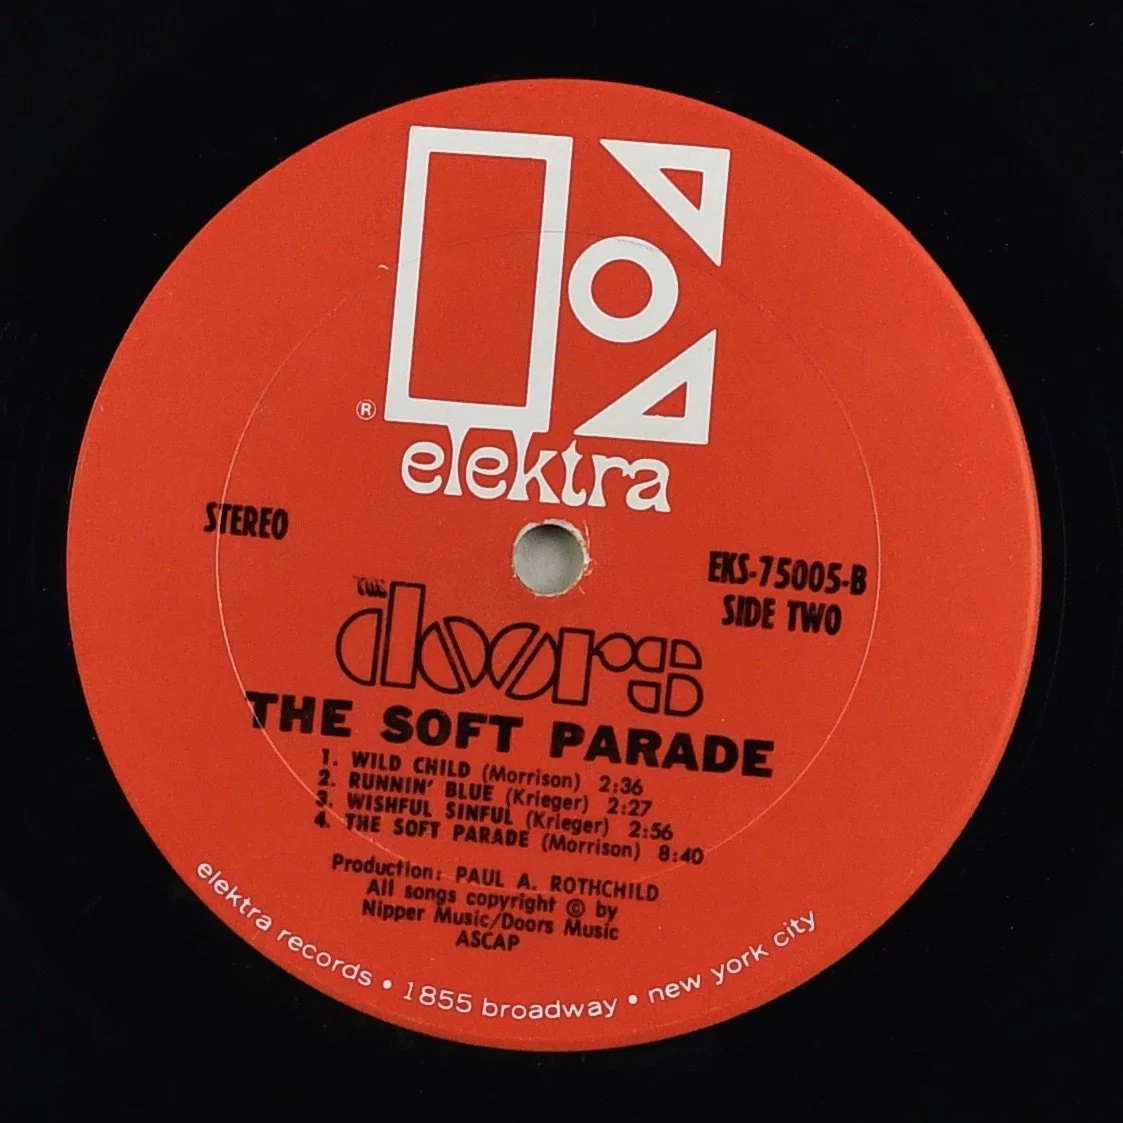 ®
elektra
STEREO
EKS-75005-B
SIDE TWO
THE
doors
THE SOFT PARADE
1. WILD CHILD (Morrison) 2:36
2. RUNNIN' BLUE (Krieger) 2:27
3. WISHFUL SINFUL (Krieger) 2:56
4. THE SOFT PARADE (Morrison) 8:40
Production: PAUL A. ROTHCHILD
All songs copyright © by
Nipper Music/Doors Music
ASCAP
elektra records • 1855 broadway • new york city